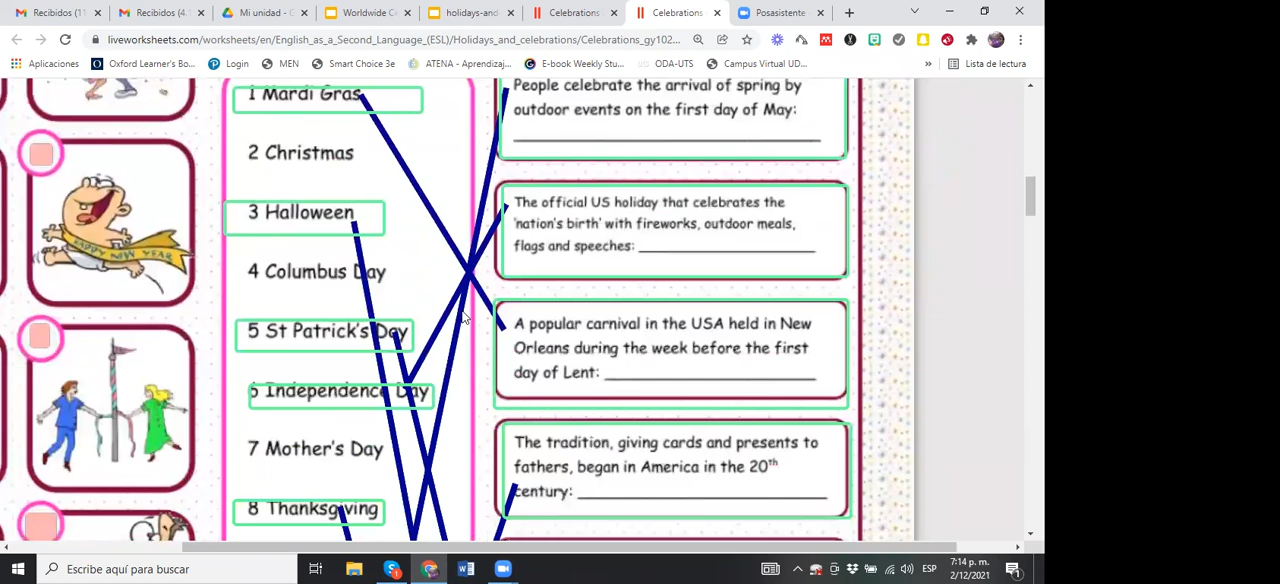 Recibidos (11
Recibidos (4.1
Mi unidad - G
Worldwide Ce
holidays-and-
Celebrations
Celebrations
Posasistente
liveworksheets.com/worksheets/en/English_as_a_Second_Language_(ESL)/Holidays_and_celebrations/Celebrations_gy102...
Aplicaciones
Oxford Learner's Bo...
Login
MEN
Smart Choice 3e
ATENA - Aprendizaj...
E-book Weekly Stu...
ODA-UTS
Campus Virtual UD...
»
Lista de lectura
HAPPY NEW YEAR
1 Mardi Gras
2 Christmas
3 Halloween
4 Columbus Day
5 St Patrick's Day
6 Independence Day
7 Mother's Day
8 Thanksgiving
People celebrate the arrival of spring by
outdoor events on the first day of May:
The official US holiday that celebrates the
'nation's birth' with fireworks, outdoor meals,
flags and speeches:
A popular carnival in the USA held in New
Orleans during the week before the first
day of Lent:
The tradition, giving cards and presents to
fathers, began in America in the 20th
century:
Escribe aquí para buscar
ESP
7:14 p. m.
2/12/2021
1